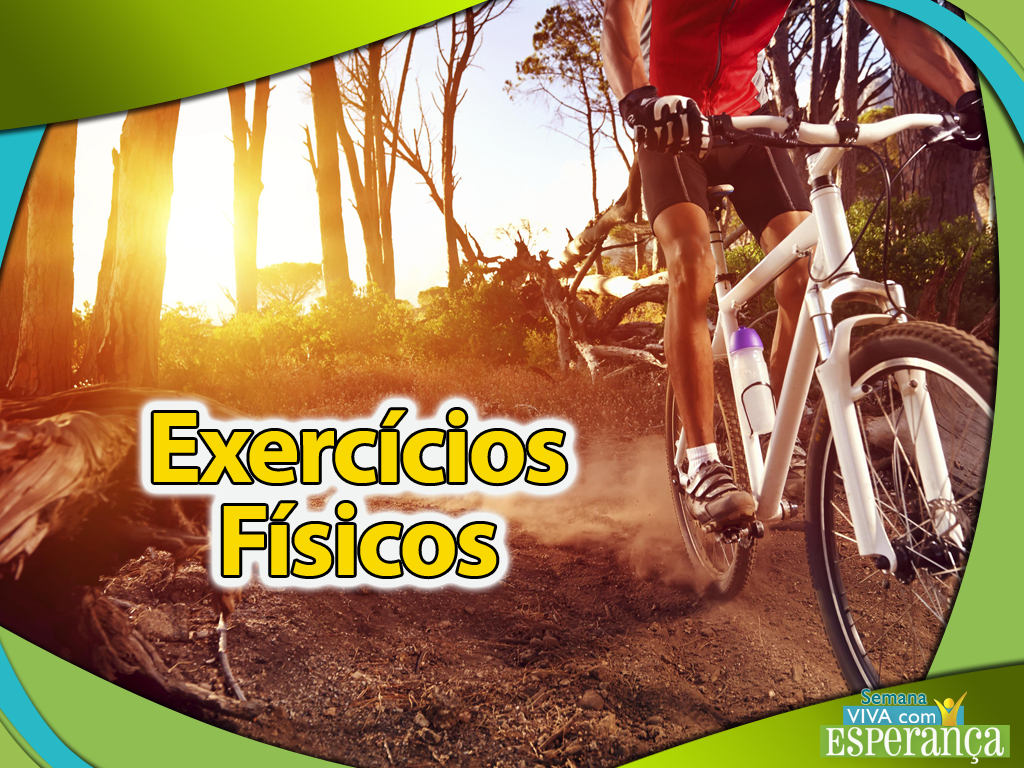 Exercícios
Físicos
Semana
VIVA com
ESPERANÇA